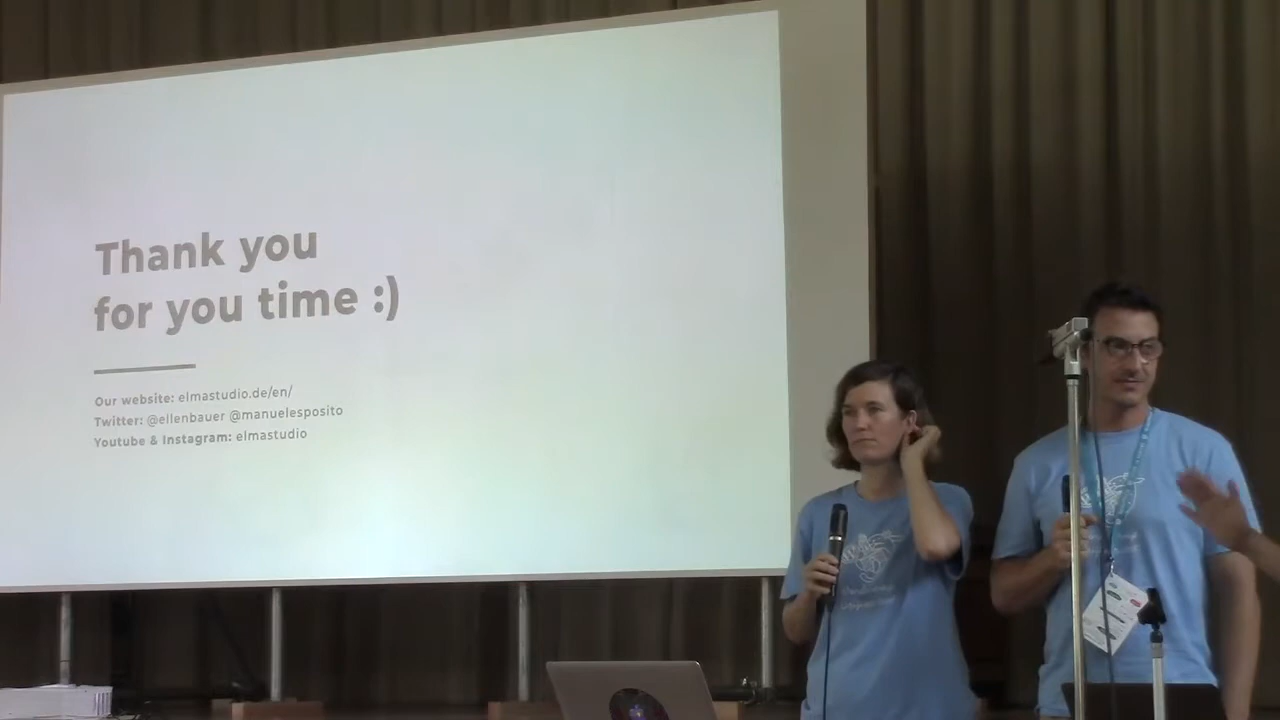 Thank you
for you time :)
Our website: elmastudio.de/en/
Twitter: @ellenbauer @manuelesposito
Youtube & Instagram: elmastudio